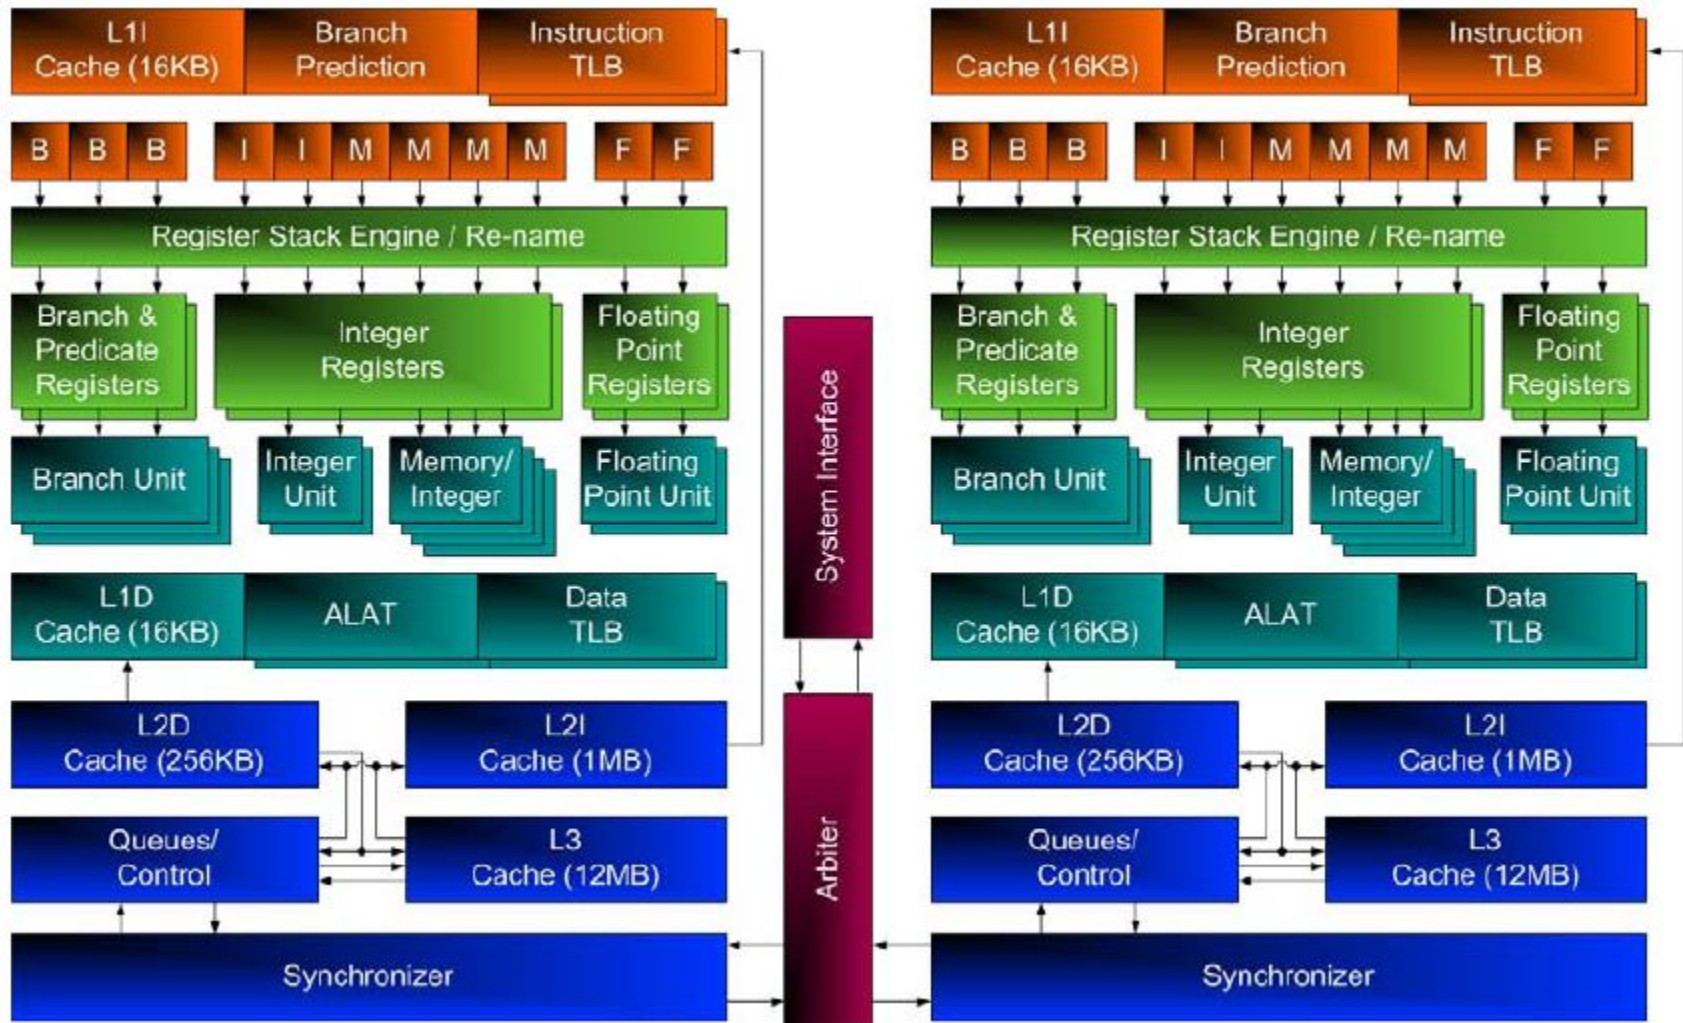 L1I
Cache (16KB)
Branch
Prediction
Instruction
TLB
B B B I I M M M M F F
Register Stack Engine / Re-name
Branch &
Predicate
Registers
Integer
Registers
Floating
Point
Registers
Branch Unit
Integer
Unit
Memory/
Integer
Floating
Point Unit
L1D
Cache (16KB)
ALAT
Data
TLB
L2D
Cache (256KB)
L2I
Cache (1MB)
Queues/
Control
L3
Cache (12MB)
Synchronizer
System Interface
Arbiter
L1I
Cache (16KB)
Branch
Prediction
Instruction
TLB
B B B I I M M M M F F
Register Stack Engine / Re-name
Branch &
Predicate
Registers
Integer
Registers
Floating
Point
Registers
Branch Unit
Integer
Unit
Memory/
Integer
Floating
Point Unit
L1D
Cache (16KB)
ALAT
Data
TLB
L2D
Cache (256KB)
L2I
Cache (1MB)
Queues/
Control
L3
Cache (12MB)
Synchronizer